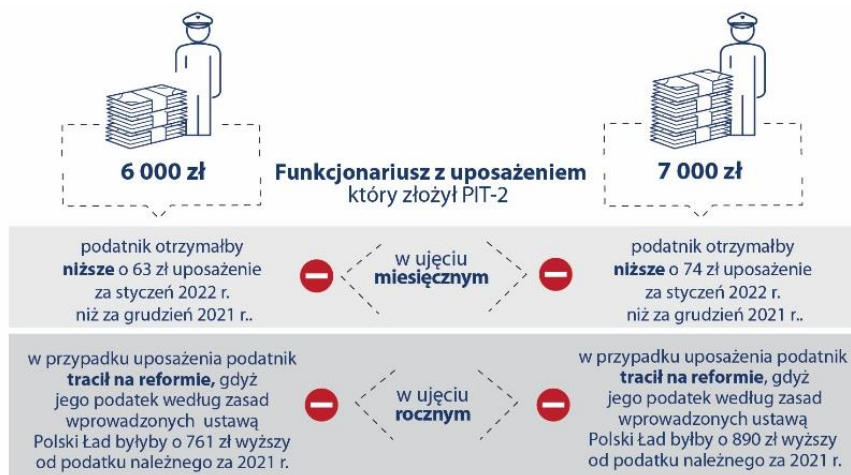 6 000 zł
Funkcjonariusz z uposażeniem
który złożył PIT-2
7 000 zł
podatnik otrzymałby
niższe o 63 zł uposażenie
za styczeń 2022 r.
niż za grudzień 2021 r..
w ujęciu
miesięcznym
podatnik otrzymałby
niższe o 74 zł uposażenie
za styczeń 2022 r.
niż za grudzień 2021 r..
w przypadku uposażenia podatnik
tracił na reformie, gdyż
jego podatek według zasad
wprowadzonych ustawą
Polski Ład byłyby o 761 zł wyższy
od podatku należnego za 2021 r.
w ujęciu
rocznym
w przypadku uposażenia podatnik
tracił na reformie, gdyż
jego podatek według zasad
wprowadzonych ustawą
Polski Ład byłby o 890 zł wyższy
od podatku należnego za 2021 r.